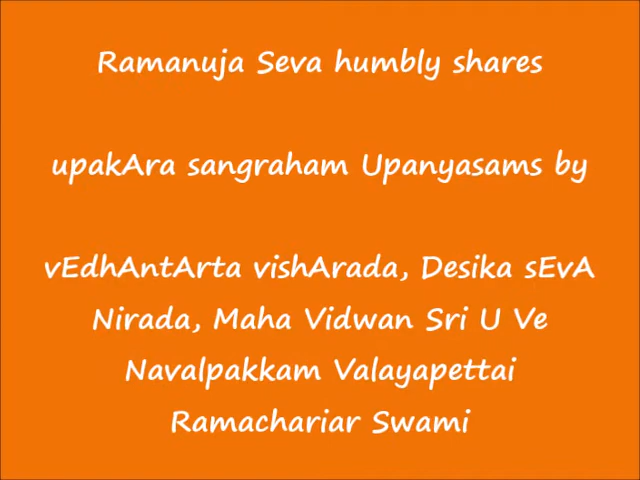 Ramanuja Seva humbly shares
upakAra sangraham Upanyasams by
vEdhAntArta vishArada, Desika sEvA
Nirada, Maha Vidwan Sri U Ve
Navalpakkam Valayapettai
Ramachariar Swami